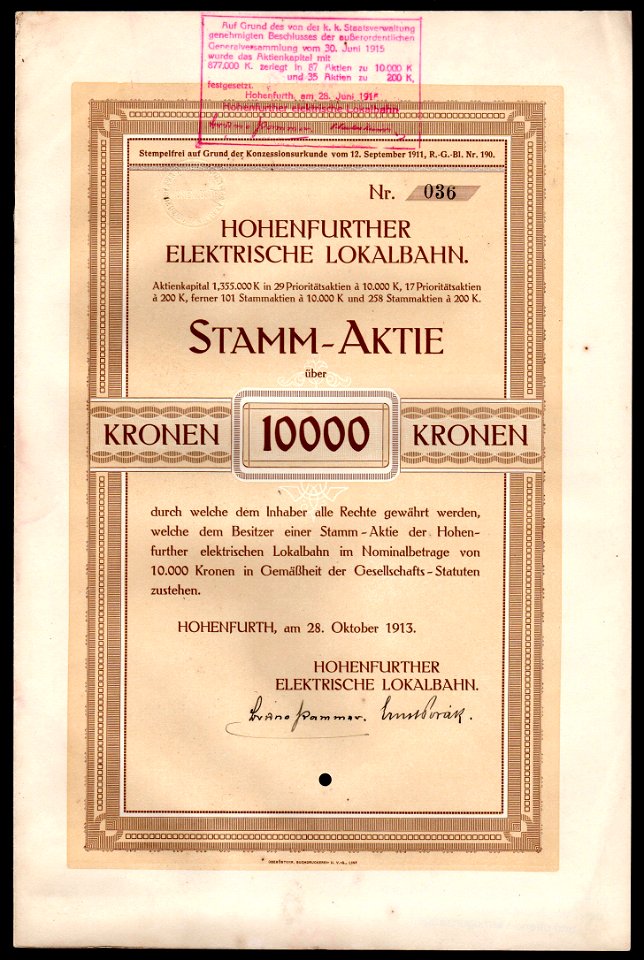 Auf Grund des von der k. k. Staatsverwaltung
genehmigten Beschlusses der außerordentlichen
Generalversammlung vom 30. Juni 1915
wurde das Aktienkapital mit
877.000 K. zerlegt in 87 Aktien zu 10000 K
und 35 Aktien zu 200 K,
festgesetzt.
Hohenfurth, am 28. Juni
Hohenfurther elektrische Lokalbahn
Stempelfrei auf Grund der Konzessionsurkunde vom 12. September 1911, R.-G.-Bl. Nr. 190.
Nr. 036
HOHENFURTHER
ELEKTRISCHE LOKALBAHN.
Aktienkapital 1,355.000 K in 29 Prioritätsaktien à 10.000 K, 17 Prioritätsaktien
à 200 K, ferner 101 Stammaktien à 10.000 K und 258 Stammaktien à 200 K.
STAMM-AKTIE
über
KRONEN 10000 KRONEN
durch welche dem Inhaber alle Rechte gewährt werden,
welche dem Besitzer einer Stamm-Aktie der Hohen-
further elektrischen Lokalbahn im Nominalbetrage von
10.000 Kronen in Gemäßheit der Gesellschafts-Statuten
zustehen.
HOHENFURTH, am 28. Oktober 1913.
HOHENFURTHER
ELEKTRISCHE LOKALBAHN.